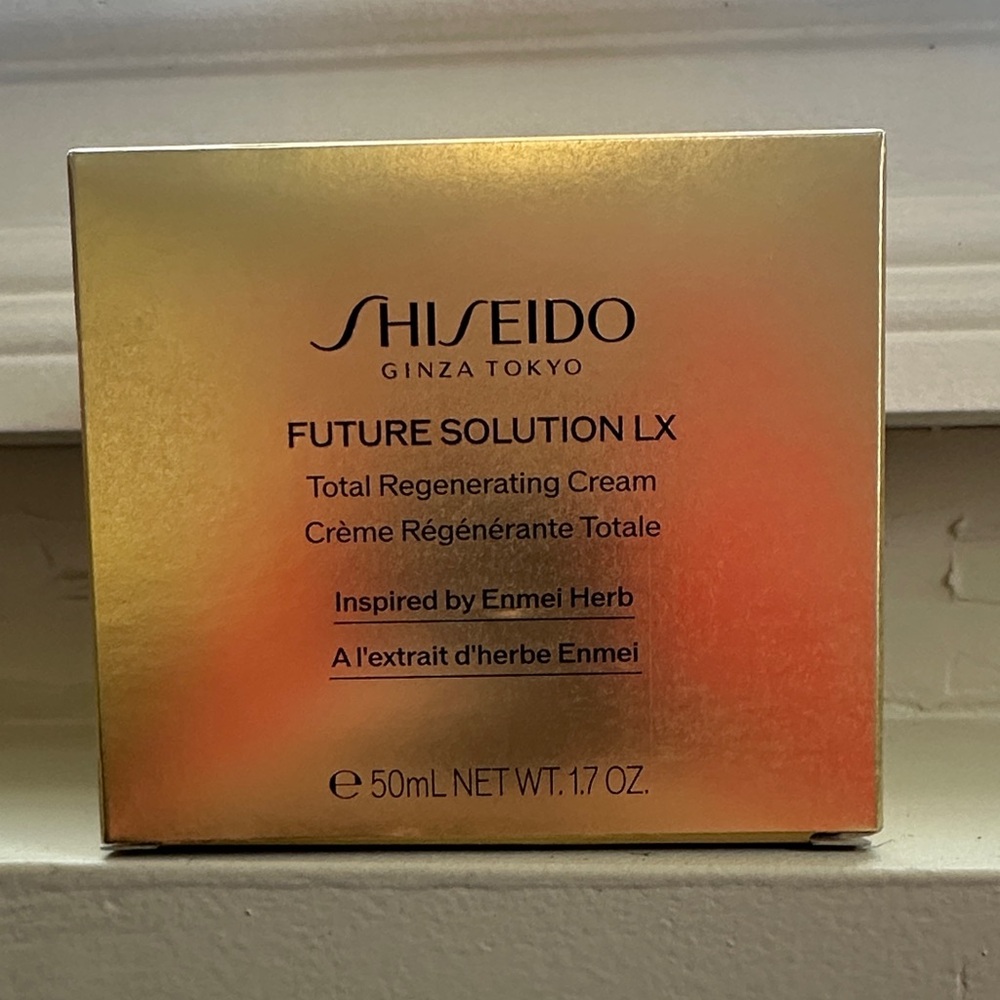 SHISEIDO
GINZA TOKYO
FUTURE SOLUTION LX
Total Regenerating Cream
Crème Régénérante Totale
Inspired by Enmei Herb
A l'extrait d'herbe Enmei
℮ 50mL NET WT. 1.7 OZ.